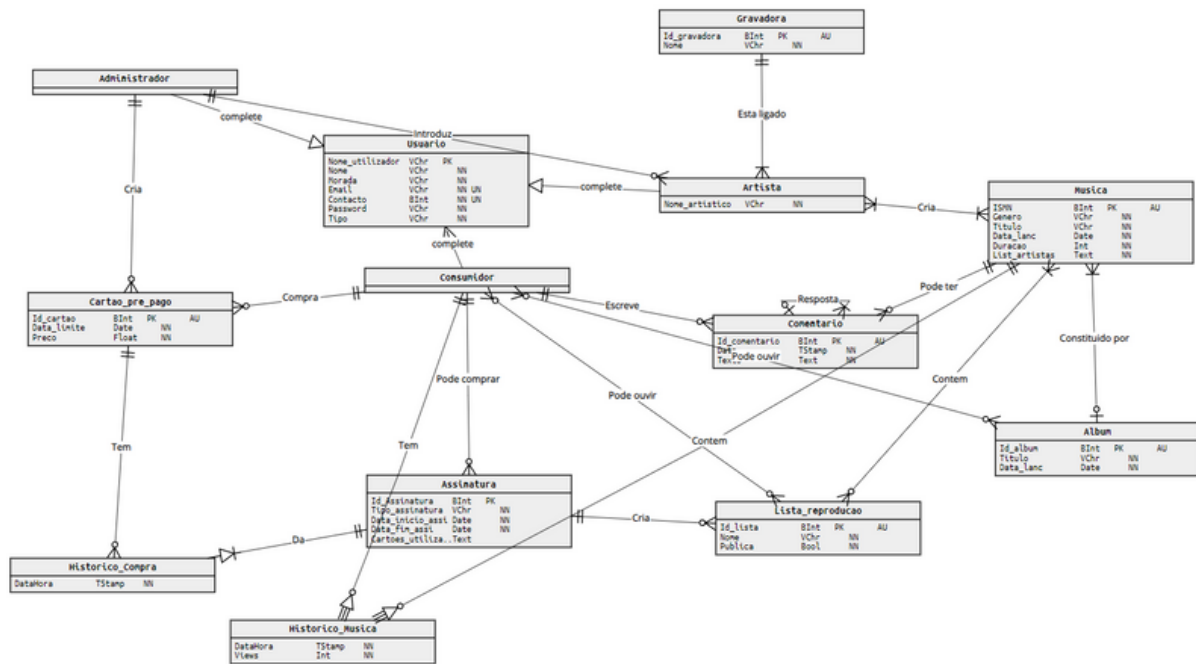 Gravadora
Id_gravadora BInt PK AU
Nome VChr NN
Administrador
complete
Esta ligado
Introduz
Usuario
Nome_utilizador VChr PK
Nome VChr NN
Morada VChr NN
Email VChr NN UN
Contacto BInt NN UN
Password VChr NN
Tipo VChr NN
complete
Artista
Nome_artistico VChr NN
Cria
Musica
ISMN BInt PK AU
Genero VChr NN
Titulo VChr NN
Data_lanc Date NN
Duracao Int NN
List_artistas Text NN
Cria
complete
Consumidor
Cartao_pre_pago
Id_cartao BInt PK AU
Data_limite Date NN
Preco Float NN
Compra
Escreve
Resposta
Pode ter
Comentario
Id_comentario BInt PK AU
TStamp NN
Text NN
Pode ouvir
Constituido por
Pode comprar
Pode ouvir
Contem
Album
Id_album BInt PK AU
Titulo VChr NN
Data_lanc Date NN
Tem
Tem
Contem
Assinatura
Id_Assinatura BInt PK
Tipo_assinatura VChr NN
Data_inicio_assi Date NN
Data_fim_assi Date NN
Cartoes_utiliza.. Text
Cria
Lista_reproducao
Id_lista BInt PK AU
Nome VChr NN
Publica Bool NN
Da
Historico_Compra
DataHora TStamp NN
Historico_Musica
DataHora TStamp NN
Views Int NN